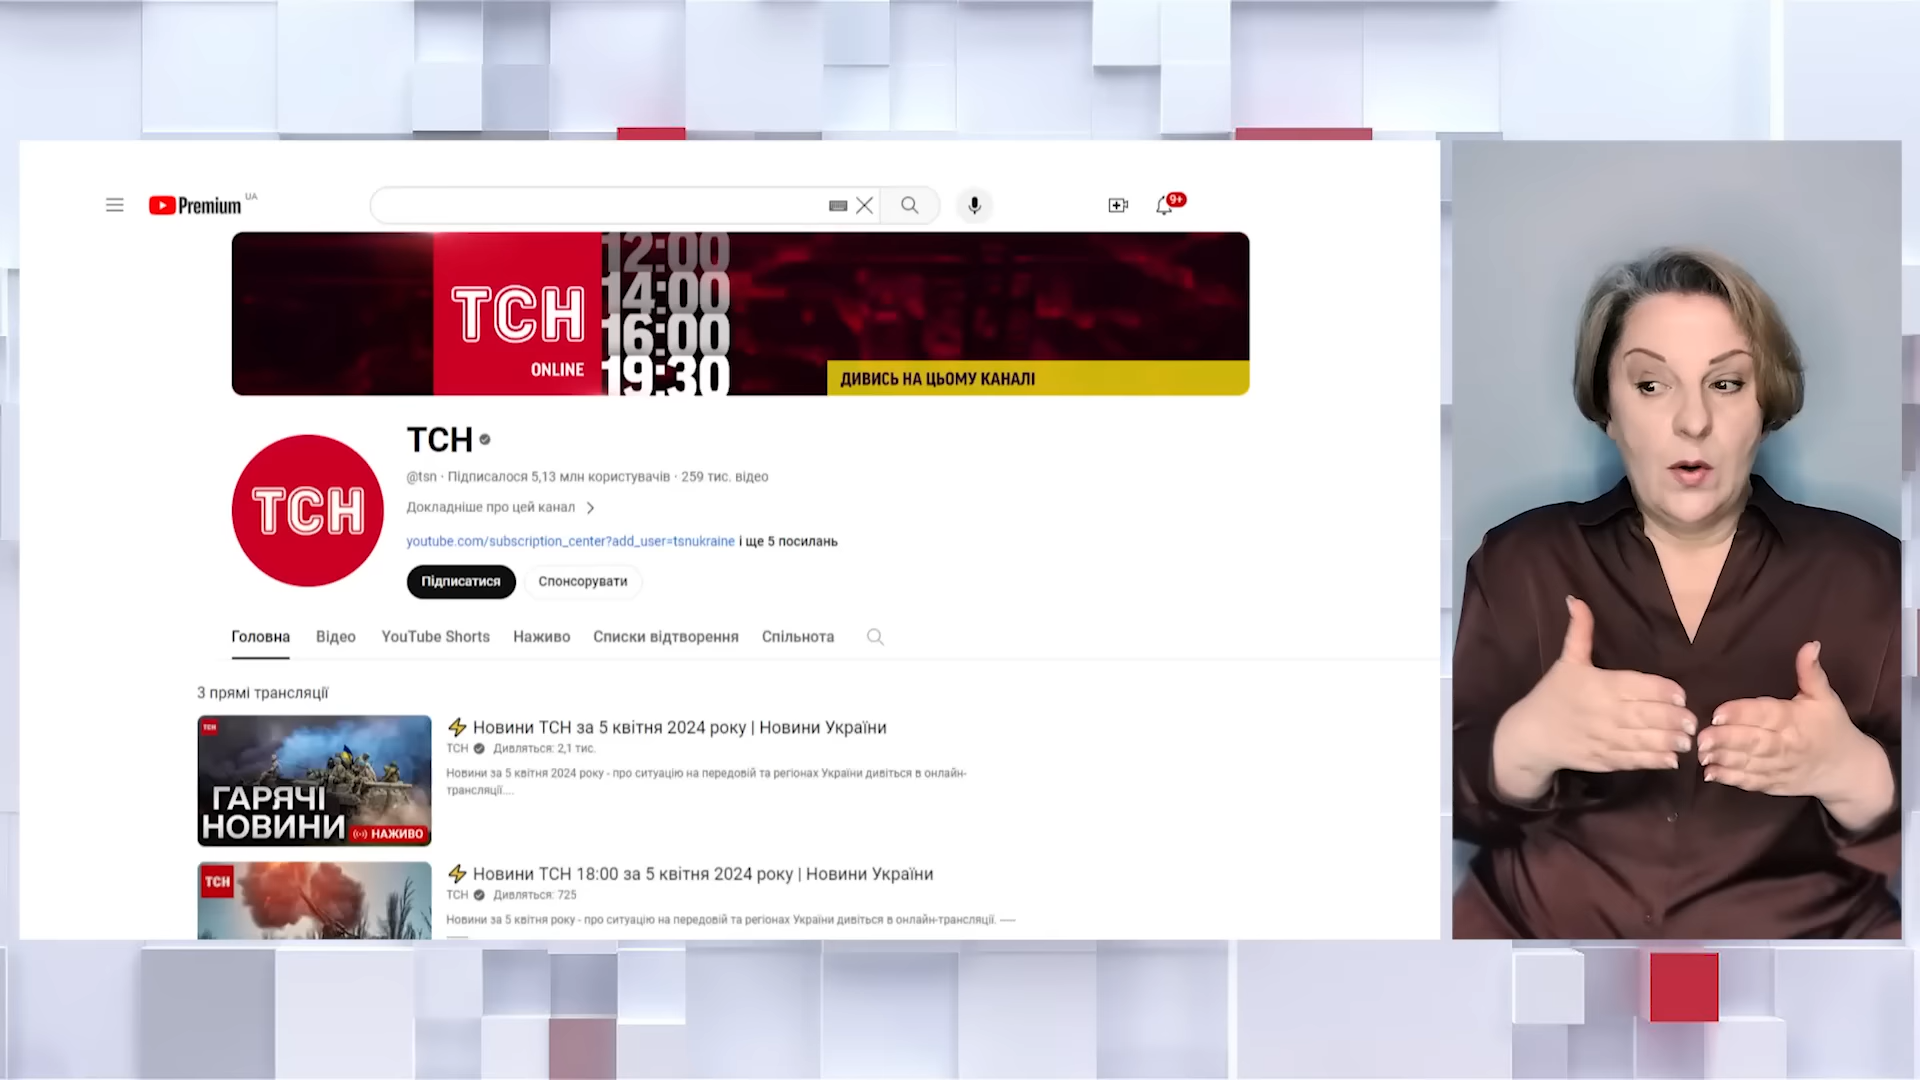 Premium UA
9+
12:00
14:00
16:00
19:30
ТСН
ONLINE
ДИВИСЬ НА ЦЬОМУ КАНАЛІ
ТСН
ТСН
@tsn · Підписалося 5,13 млн користувачів · 259 тис. відео
Докладніше про цей канал
youtube.com/subscription_center?add_user=tsnukraine і ще 5 посилань
Підписатися Спонсорувати
Головна Відео YouTube Shorts Наживо Списки відтворення Спільнота
3 прямі трансляції
ТСН
ГАРЯЧІ
НОВИНИ
НАЖИВО
Новини ТСН за 5 квітня 2024 року | Новини України
ТСН Дивляться: 2,1 тис.
Новини за 5 квітня 2024 року - про ситуацію на передовій та регіонах України дивіться в онлайн-
трансляції....
ТСН
Новини ТСН 18:00 за 5 квітня 2024 року | Новини України
ТСН Дивляться: 725
Новини за 5 квітня року - про ситуацію на передовій та регіонах України дивіться в онлайн-трансляції. —